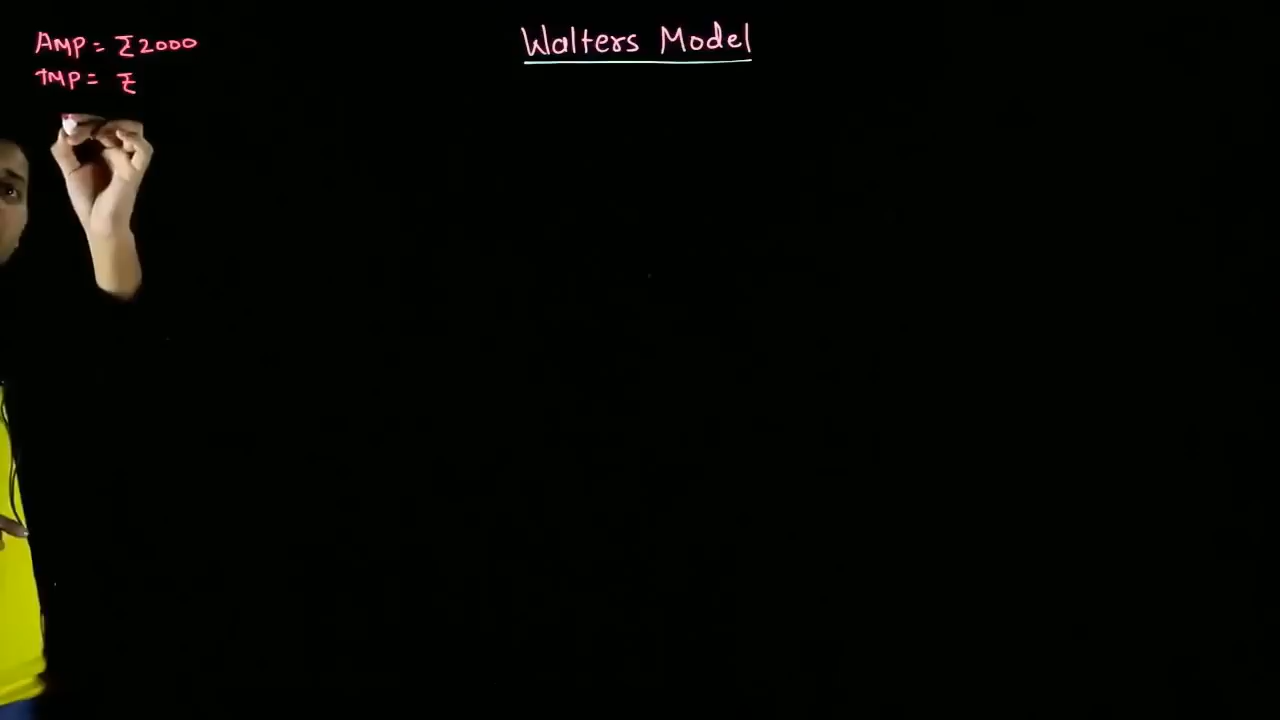 Walters Model
AMP = ₹2000
TMP = ₹